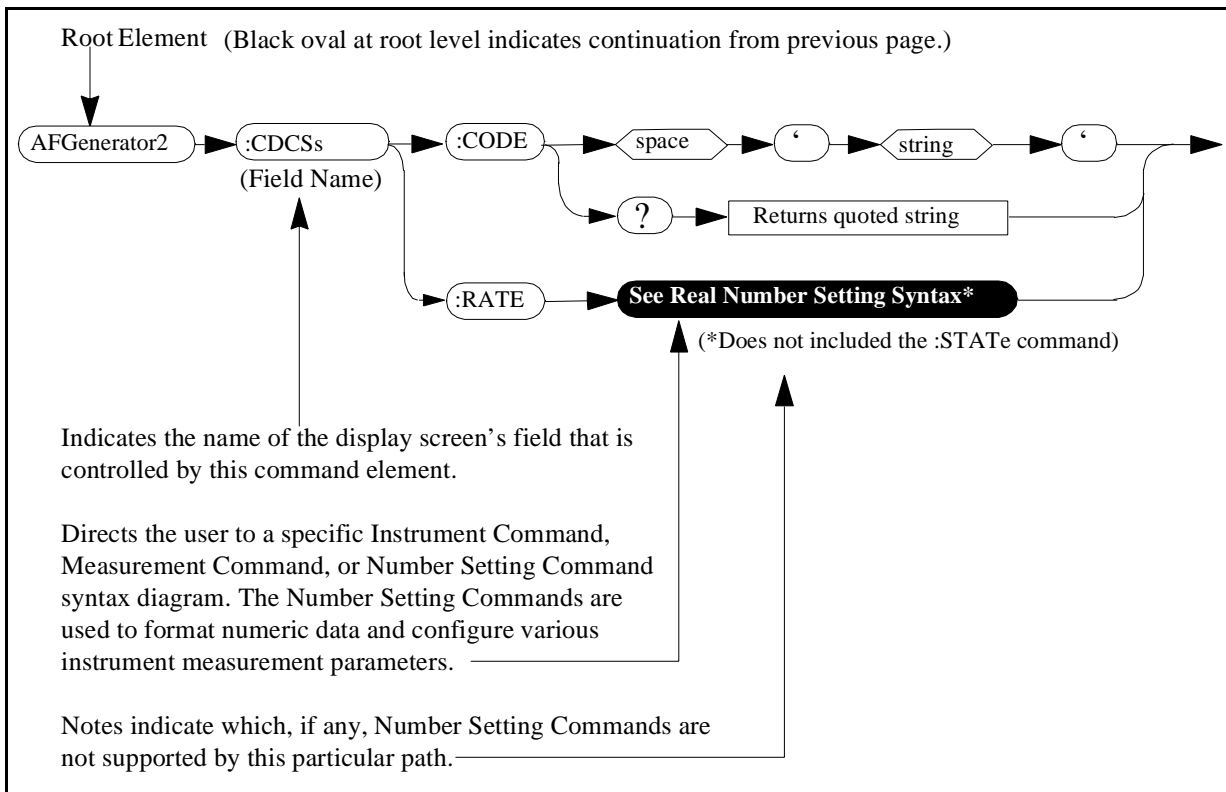 Root Element (Black oval at root level indicates continuation from previous page.)
AFGenerator2 :CDCSs :CODE space ‘ string ‘
(Field Name)
? Returns quoted string
:RATE See Real Number Setting Syntax*
(*Does not included the :STATe command)
Indicates the name of the display screen’s field that is
controlled by this command element.
Directs the user to a specific Instrument Command,
Measurement Command, or Number Setting Command
syntax diagram. The Number Setting Commands are
used to format numeric data and configure various
instrument measurement parameters.
Notes indicate which, if any, Number Setting Commands are
not supported by this particular path.